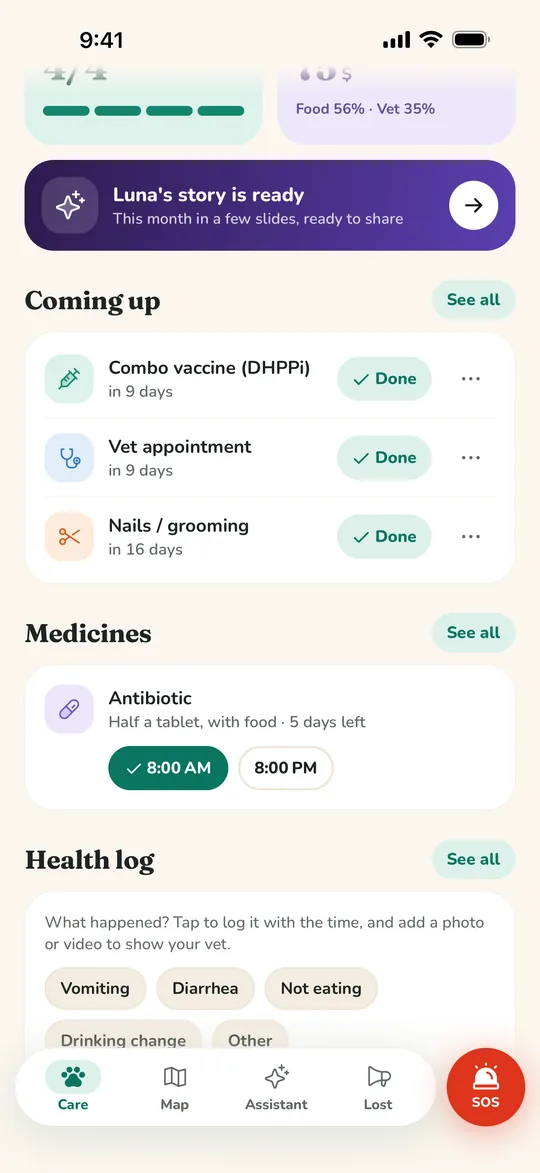 9:41
4/4
75 $
Food 56% · Vet 35%
Luna's story is ready
This month in a few slides, ready to share
Coming up
See all
Combo vaccine (DHPPi)
in 9 days
Done
Vet appointment
in 9 days
Done
Nails / grooming
in 16 days
Done
Medicines
See all
Antibiotic
Half a tablet, with food · 5 days left
8:00 AM
8:00 PM
Health log
See all
What happened? Tap to log it with the time, and add a photo
or video to show your vet.
Vomiting
Diarrhea
Not eating
Drinking change
Other
Care
Map
Assistant
Lost
SOS